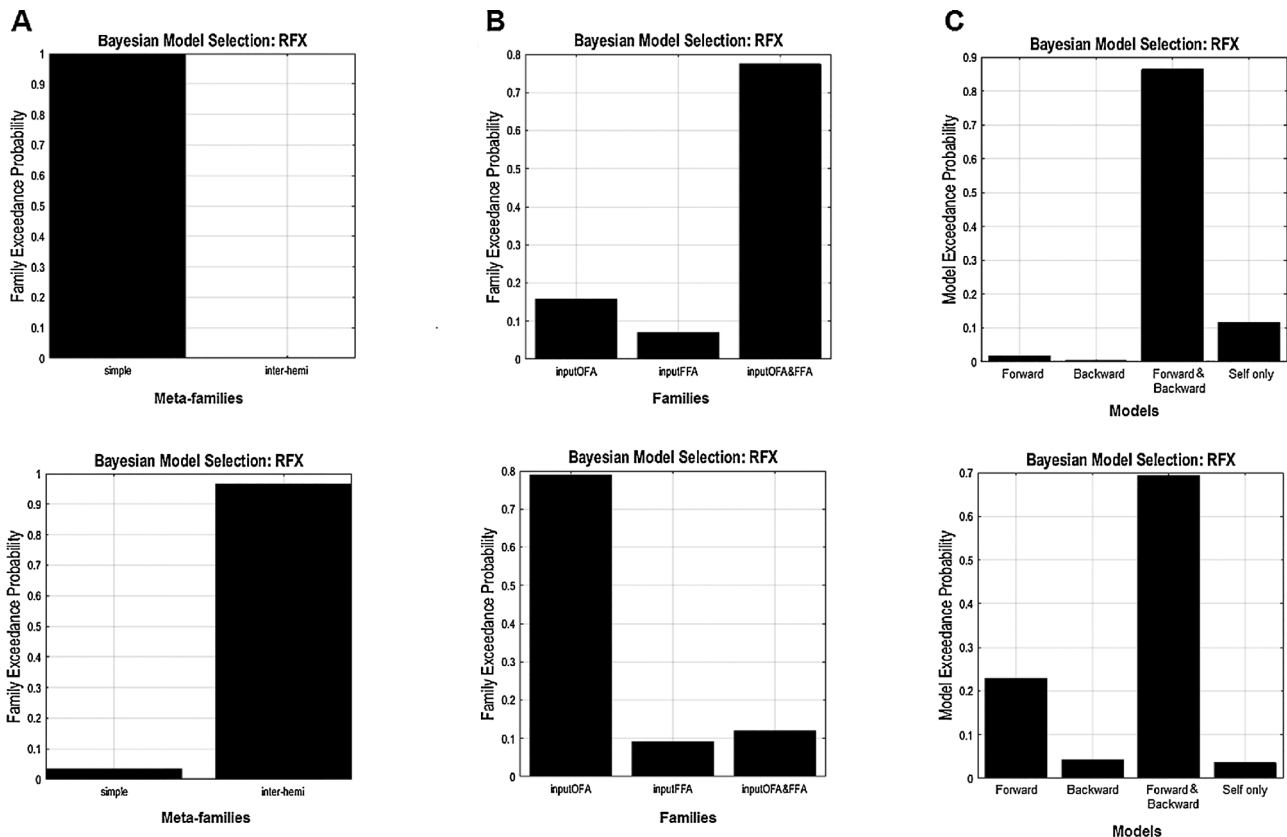 A
Bayesian Model Selection: RFX
Family Exceedance Probability
1
0.9
0.8
0.7
0.6
0.5
0.4
0.3
0.2
0.1
0
simple inter-hemi
Meta-families
B
Bayesian Model Selection: RFX
Family Exceedance Probability
0.8
0.7
0.6
0.5
0.4
0.3
0.2
0.1
0
inputOFA inputFFA inputOFA&FFA
Families
C
Bayesian Model Selection: RFX
Model Exceedance Probability
0.9
0.8
0.7
0.6
0.5
0.4
0.3
0.2
0.1
0
Forward Backward Forward & Self only
Backward
Models
Bayesian Model Selection: RFX
Family Exceedance Probability
1
0.9
0.8
0.7
0.6
0.5
0.4
0.3
0.2
0.1
0
simple inter-hemi
Meta-families
Bayesian Model Selection: RFX
Family Exceedance Probability
0.8
0.7
0.6
0.5
0.4
0.3
0.2
0.1
0
inputOFA inputFFA inputOFA&FFA
Families
Bayesian Model Selection: RFX
Model Exceedance Probability
0.7
0.6
0.5
0.4
0.3
0.2
0.1
0
Forward Backward Forward & Self only
Backward
Models